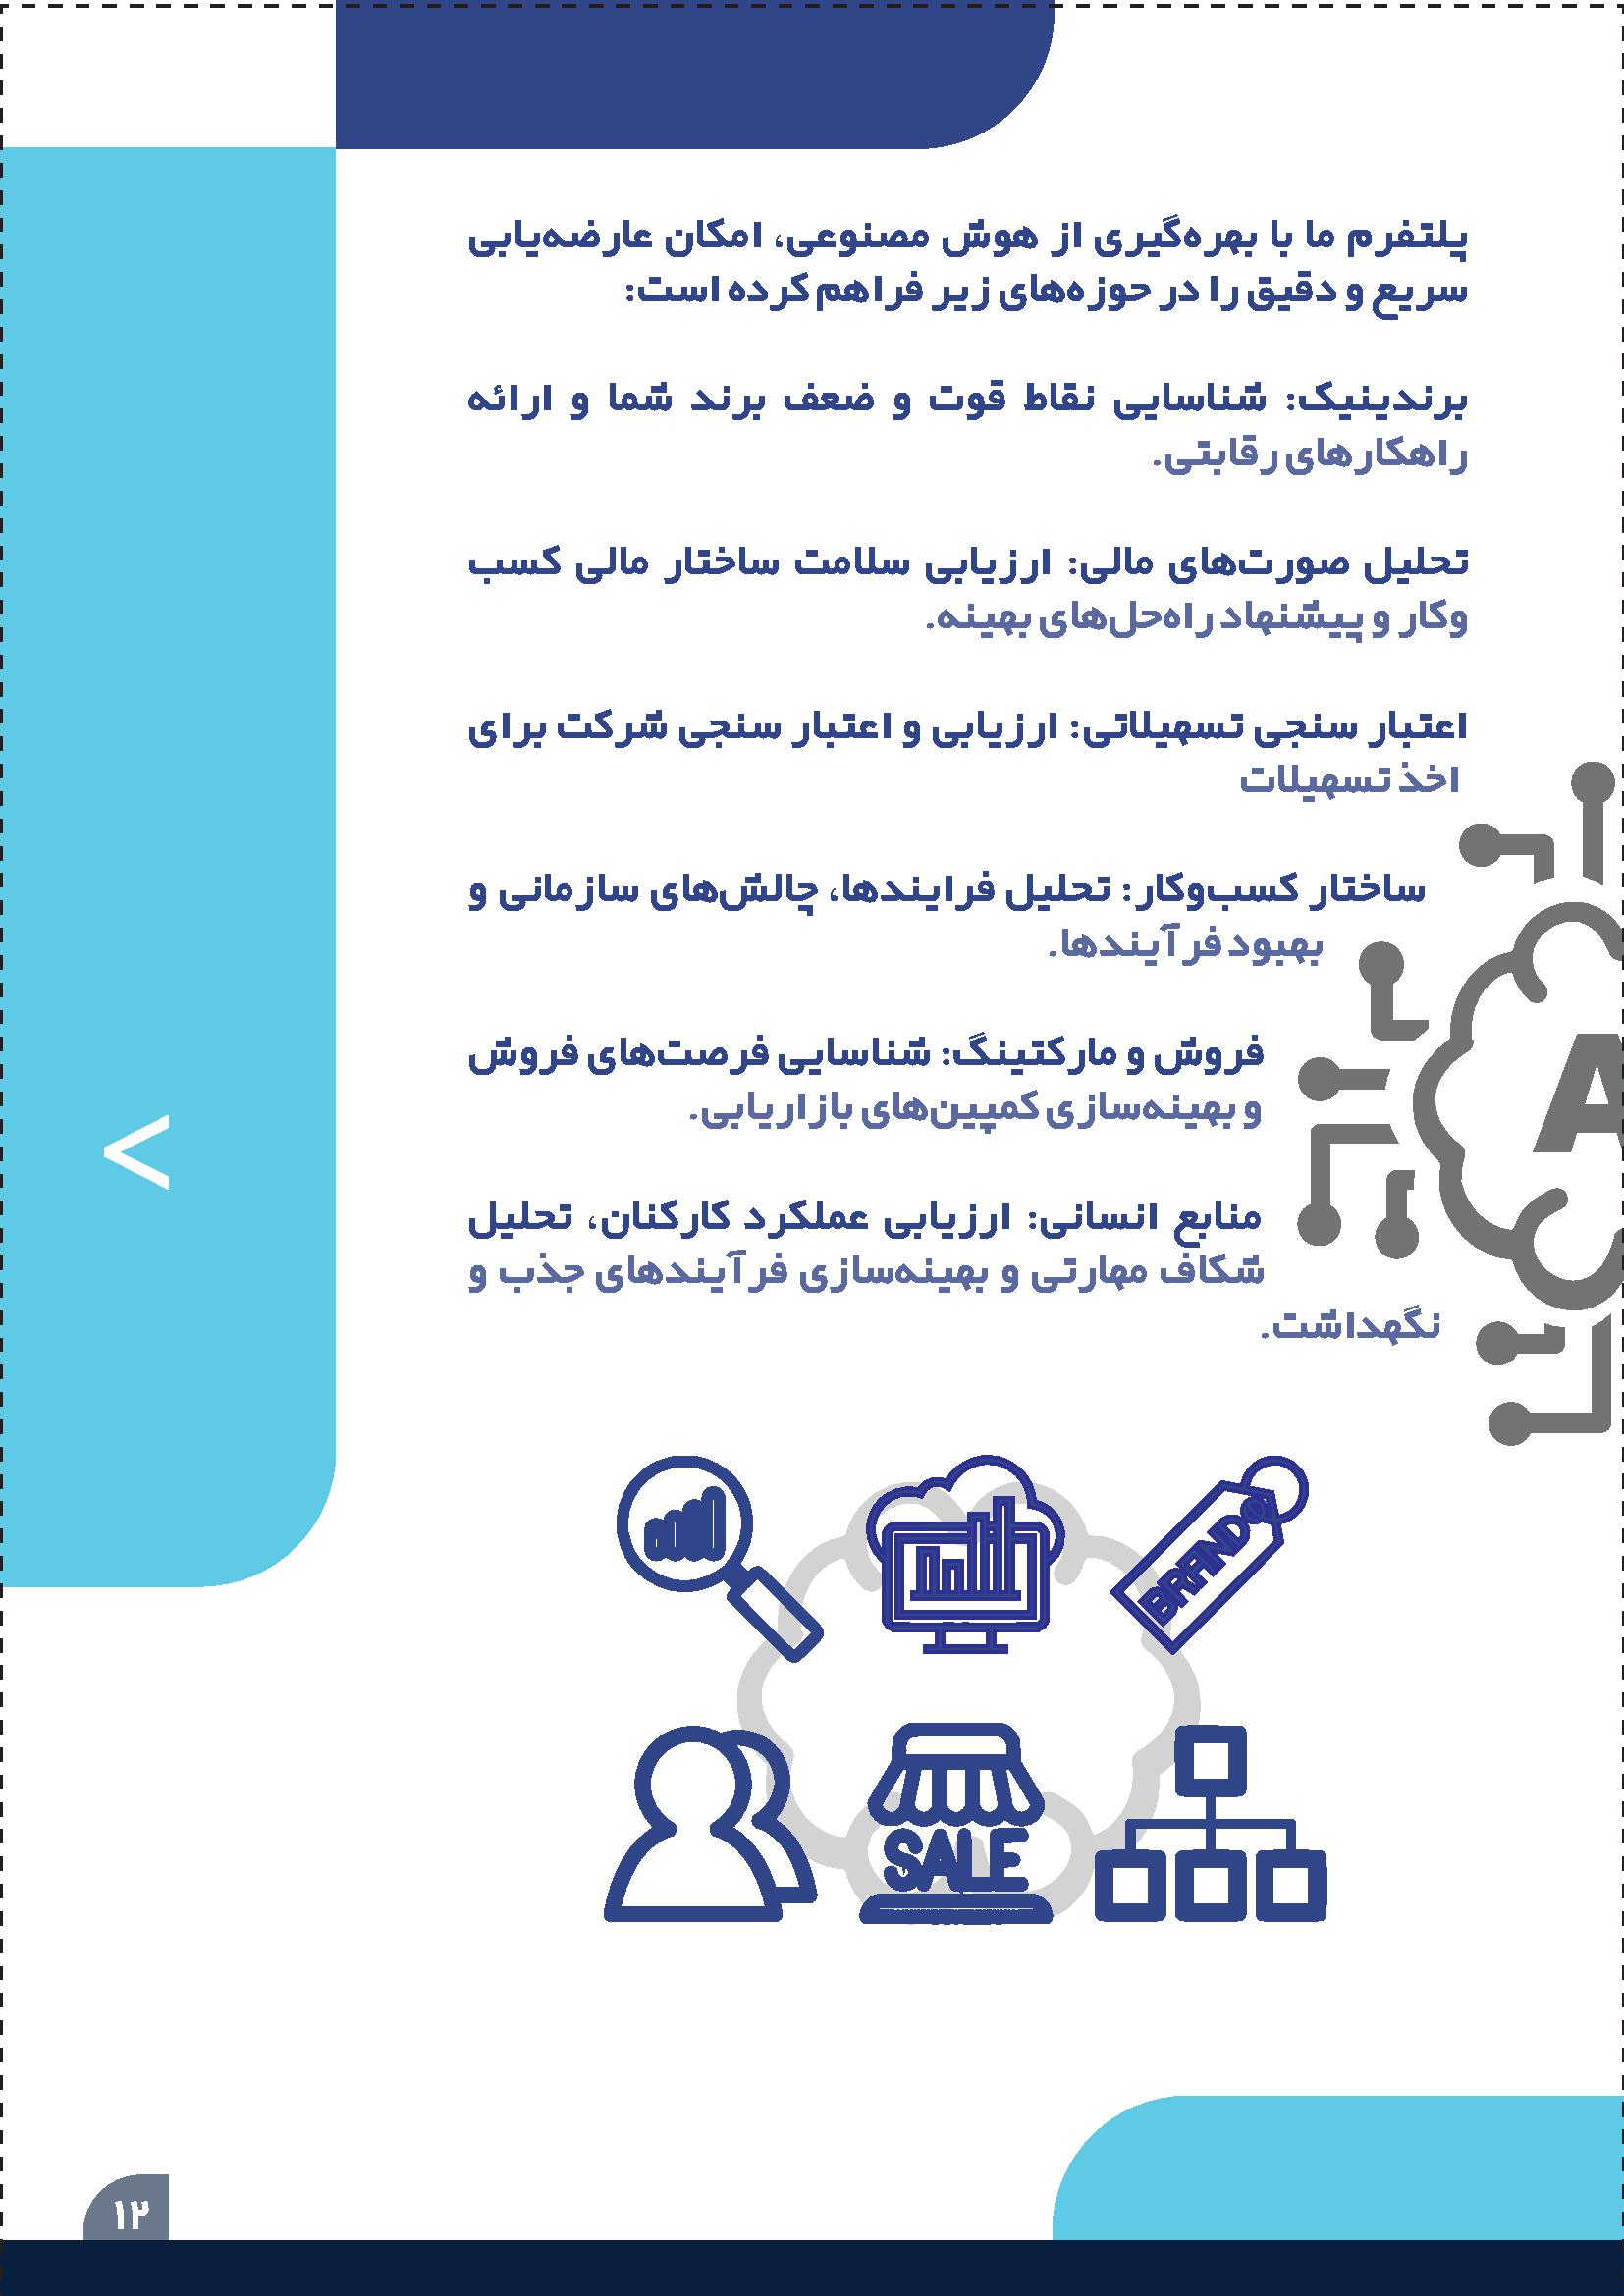 پلتفرم ما با بهره‌گیری از هوش مصنوعی، امکان عارضه‌یابی
سریع و دقیق را در حوزه‌های زیر فراهم کرده است:
برندینیک: شناسایی نقاط قوت و ضعف برند شما و ارائه
راهکارهای رقابتی.
تحلیل صورت‌های مالی: ارزیابی سلامت ساختار مالی کسب
وکار و پیشنهاد راه‌حل‌های بهینه.
اعتبار سنجی تسهیلاتی: ارزیابی و اعتبار سنجی شرکت برای
اخذ تسهیلات
ساختار کسب‌وکار: تحلیل فرایندها، چالش‌های سازمانی و
بهبود فرآیندها.
فروش و مارکتینگ: شناسایی فرصت‌های فروش
و بهینه‌سازی کمپین‌های بازاریابی.
منابع انسانی: ارزیابی عملکرد کارکنان، تحلیل
شکاف مهارتی و بهینه‌سازی فرآیندهای جذب و
نگهداشت.
A
<
BRAND
SALE
۱۲